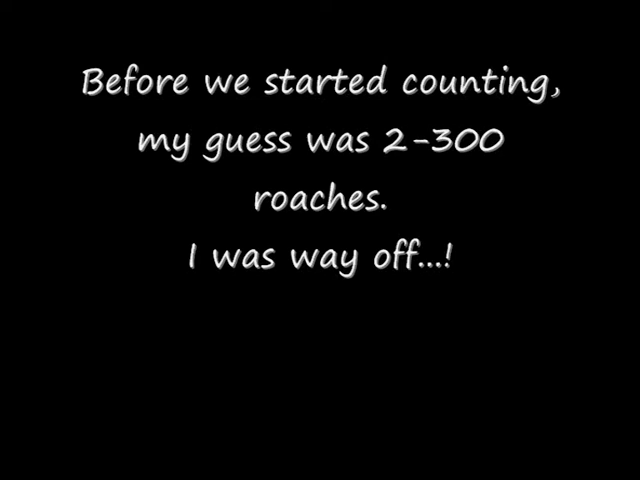 Before we started counting,
my guess was 2-300
roaches.
I was way off...!